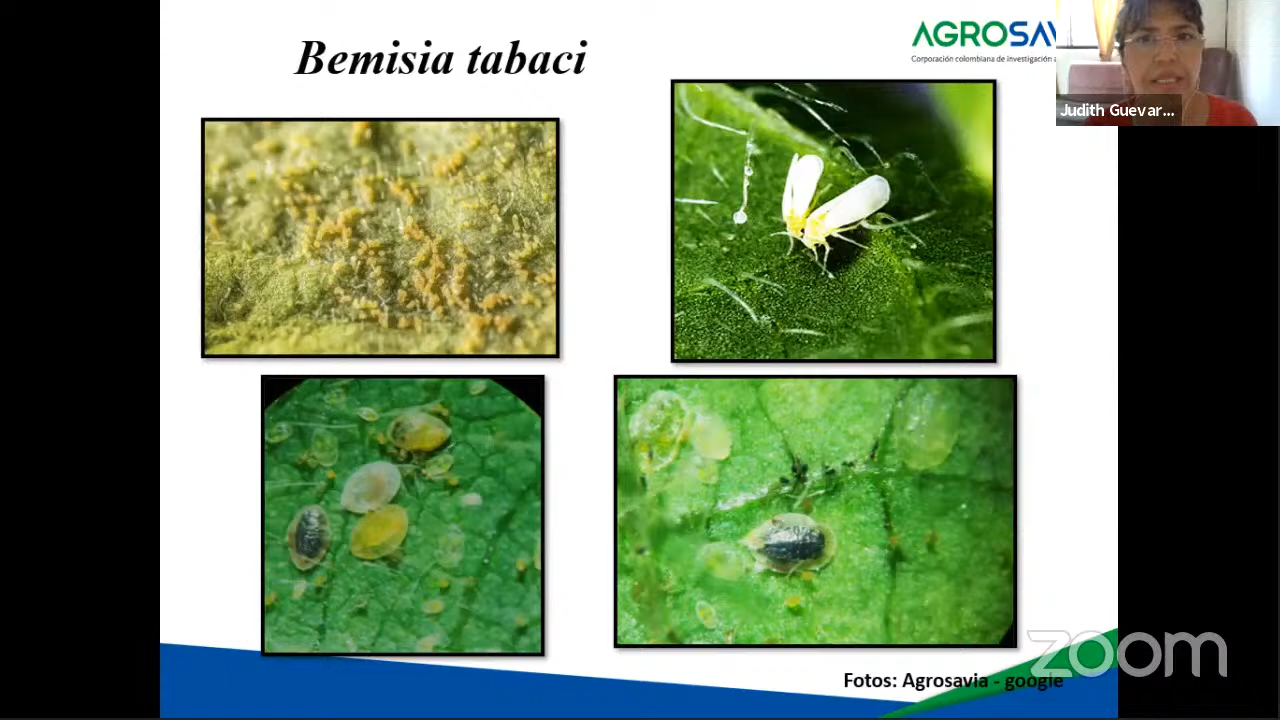 Bemisia tabaci
AGROSAV
Corporación colombiana de investigación a
Judith Guevar...
Fotos: Agrosavia - google
zoom